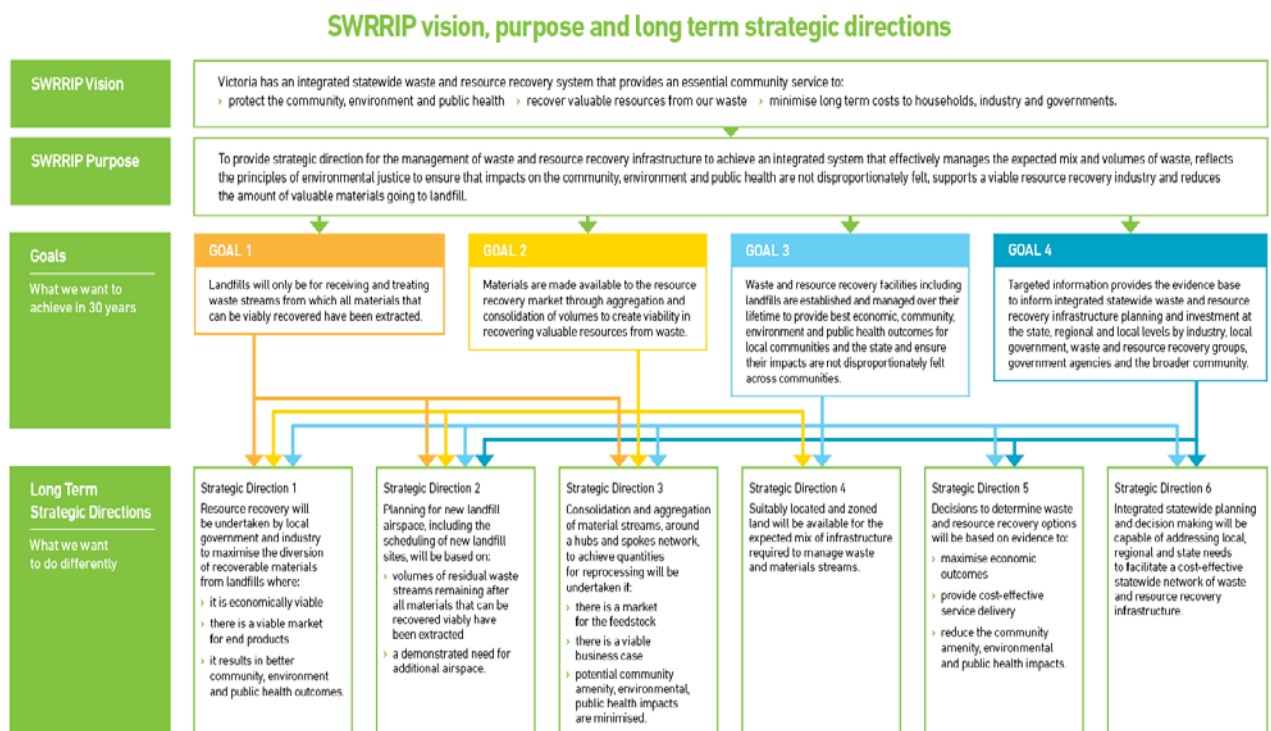 SWRRIP vision, purpose and long term strategic directions
SWRRIP Vision
Victoria has an integrated statewide waste and resource recovery system that provides an essential community service to:
› protect the community, environment and public health › recover valuable resources from our waste › minimise long term costs to households, industry and governments.
SWRRIP Purpose
To provide strategic direction for the management of waste and resource recovery infrastructure to achieve an integrated system that effectively manages the expected mix and volumes of waste, reflects
the principles of environmental justice to ensure that impacts on the community, environment and public health are not disproportionately felt, supports a viable resource recovery industry and reduces
the amount of valuable materials going to landfill.
Goals
What we want to
achieve in 30 years
GOAL 1
Landfills will only be for receiving and treating
waste streams from which all materials that
can be viably recovered have been extracted.
GOAL 2
Materials are made available to the resource
recovery market through aggregation and
consolidation of volumes to create viability in
recovering valuable resources from waste.
GOAL 3
Waste and resource recovery facilities including
landfills are established and managed over their
lifetime to provide best economic, community,
environment and public health outcomes for
local communities and the state and ensure
their impacts are not disproportionately felt
across communities.
GOAL 4
Targeted information provides the evidence base
to inform integrated statewide waste and resource
recovery infrastructure planning and investment at
the state, regional and local levels by industry, local
government, waste and resource recovery groups,
government agencies and the broader community.
Long Term
Strategic Directions
What we want
to do differently
Strategic Direction 1
Resource recovery will
be undertaken by local
government and industry
to maximise the diversion
of recoverable materials
from landfills where:
› it is economically viable
› there is a viable market
for end products
› it results in better
community, environment
and public health outcomes.
Strategic Direction 2
Planning for new landfill
airspace, including the
scheduling of new landfill
sites, will be based on:
› volumes of residual waste
streams remaining after
all materials that can be
recovered viably have
been extracted
› a demonstrated need for
additional airspace.
Strategic Direction 3
Consolidation and aggregation
of material streams, around
a hubs and spokes network,
to achieve quantities
for reprocessing will be
undertaken if:
› there is a market
for the feedstock
› there is a viable
business case
› potential community
amenity, environmental,
public health impacts
are minimised.
Strategic Direction 4
Suitably located and zoned
land will be available for the
expected mix of infrastructure
required to manage waste
and materials streams.
Strategic Direction 5
Decisions to determine waste
and resource recovery options
will be based on evidence to:
› maximise economic
outcomes
› provide cost-effective
service delivery
› reduce the community
amenity, environmental
and public health impacts.
Strategic Direction 6
Integrated statewide planning
and decision making will be
capable of addressing local,
regional and state needs
to facilitate a cost-effective
statewide network of waste
and resource recovery
infrastructure.